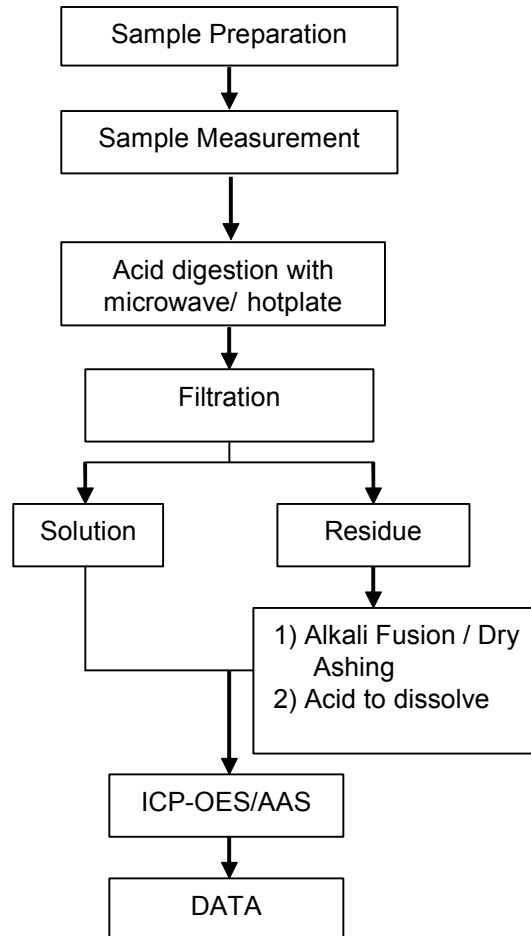 Sample Preparation
Sample Measurement
Acid digestion with
microwave/ hotplate
Filtration
Solution
Residue
1) Alkali Fusion / Dry
Ashing
2) Acid to dissolve
ICP-OES/AAS
DATA